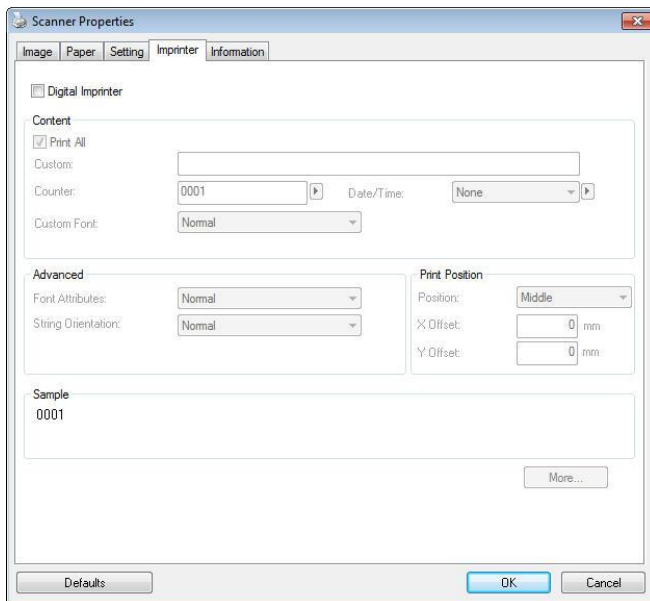 Scanner Properties
Image Paper Setting Imprinter Information
Digital Imprinter
Content
Print All
Custom:
Counter: 0001 Date/Time: None
Custom Font: Normal
Advanced
Font Attributes: Normal
String Orientation: Normal
Print Position
Position: Middle
X Offset: 0 mm
Y Offset: 0 mm
Sample
0001
More...
Defaults OK Cancel